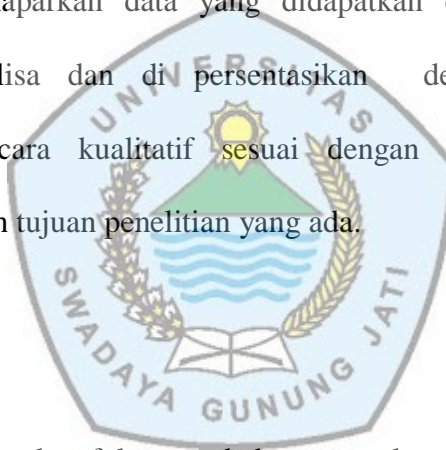 aparkan data yang didapatkan
lisa dan di persentasikan de
cara kualitatif sesuai dengan
n tujuan penelitian yang ada.
UNIVERSITAS
SWADAYA GUNUNG JATI